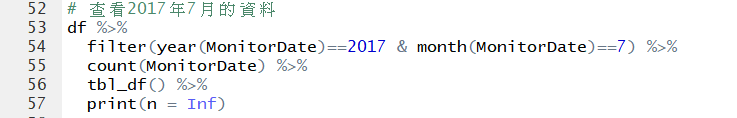 52 # 查看2017年7月的資料
53 df %>%
54 filter(year(MonitorDate)==2017 & month(MonitorDate)==7) %>%
55 count(MonitorDate) %>%
56 tbl_df() %>%
57 print(n = Inf)